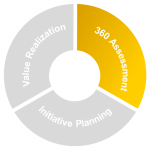 360 Assessment
Initiative Planning
Value Realization